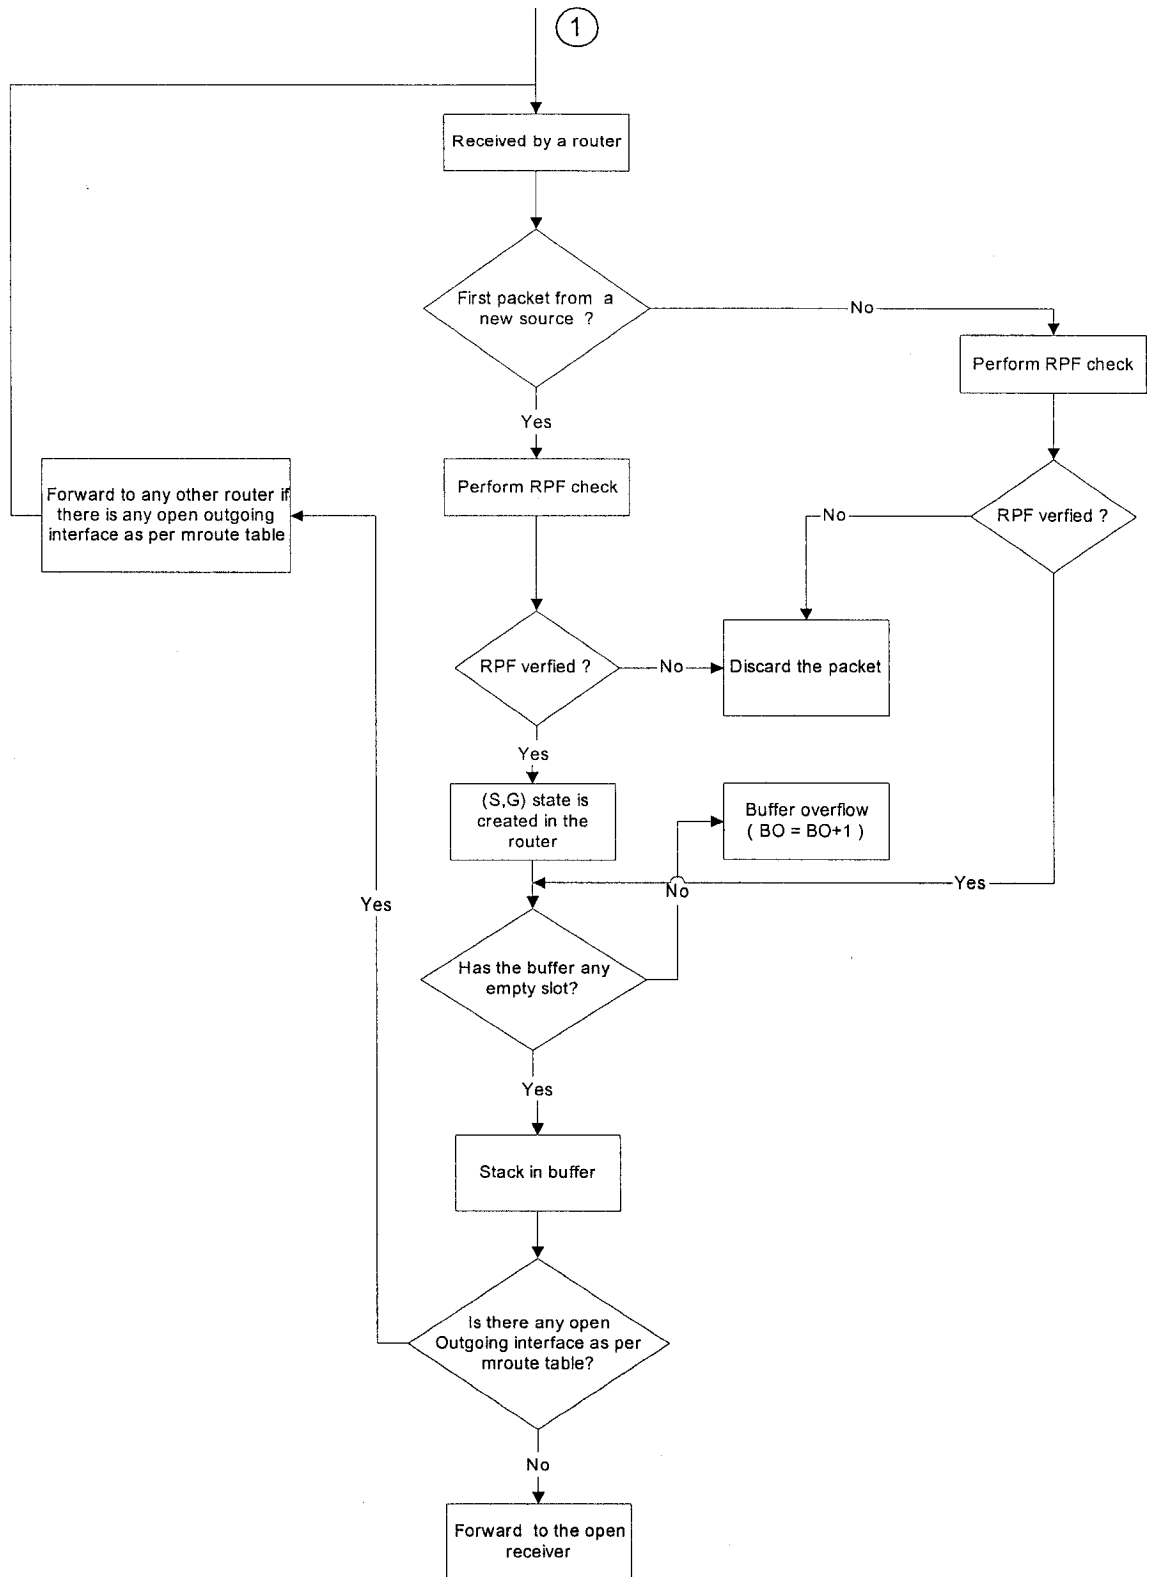 1
Received by a router
First packet from a
new source ?
No
Perform RPF check
Yes
Perform RPF check
Forward to any other router if
there is any open outgoing
interface as per mroute table
No
RPF verfied ?
RPF verfied ?
No
Discard the packet
Yes
(S,G) state is
created in the
router
Buffer overflow
( BO = BO+1 )
Yes
No
Yes
Has the buffer any
empty slot?
Yes
Stack in buffer
Is there any open
Outgoing interface as per
mroute table?
No
Forward to the open
receiver